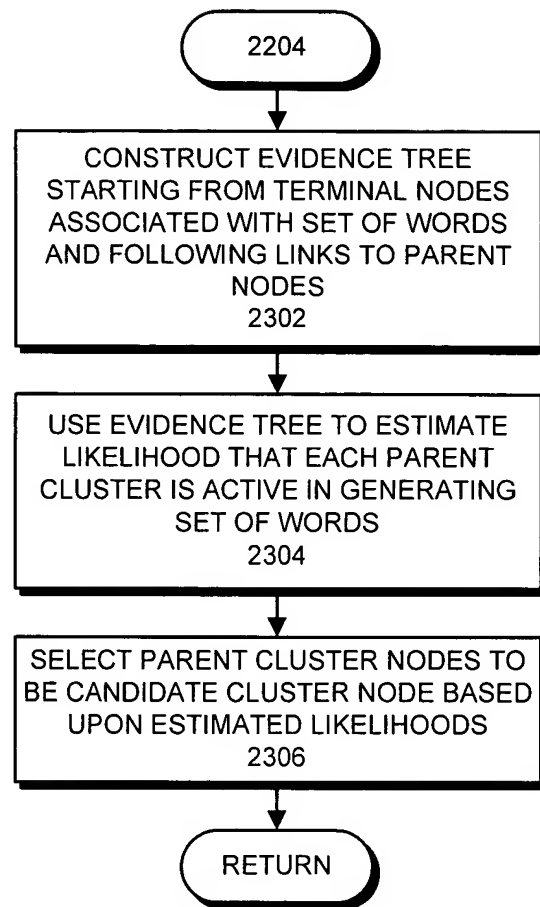 2204
CONSTRUCT EVIDENCE TREE
STARTING FROM TERMINAL NODES
ASSOCIATED WITH SET OF WORDS
AND FOLLOWING LINKS TO PARENT
NODES
2302
USE EVIDENCE TREE TO ESTIMATE
LIKELIHOOD THAT EACH PARENT
CLUSTER IS ACTIVE IN GENERATING
SET OF WORDS
2304
SELECT PARENT CLUSTER NODES TO
BE CANDIDATE CLUSTER NODE BASED
UPON ESTIMATED LIKELIHOODS
2306
RETURN